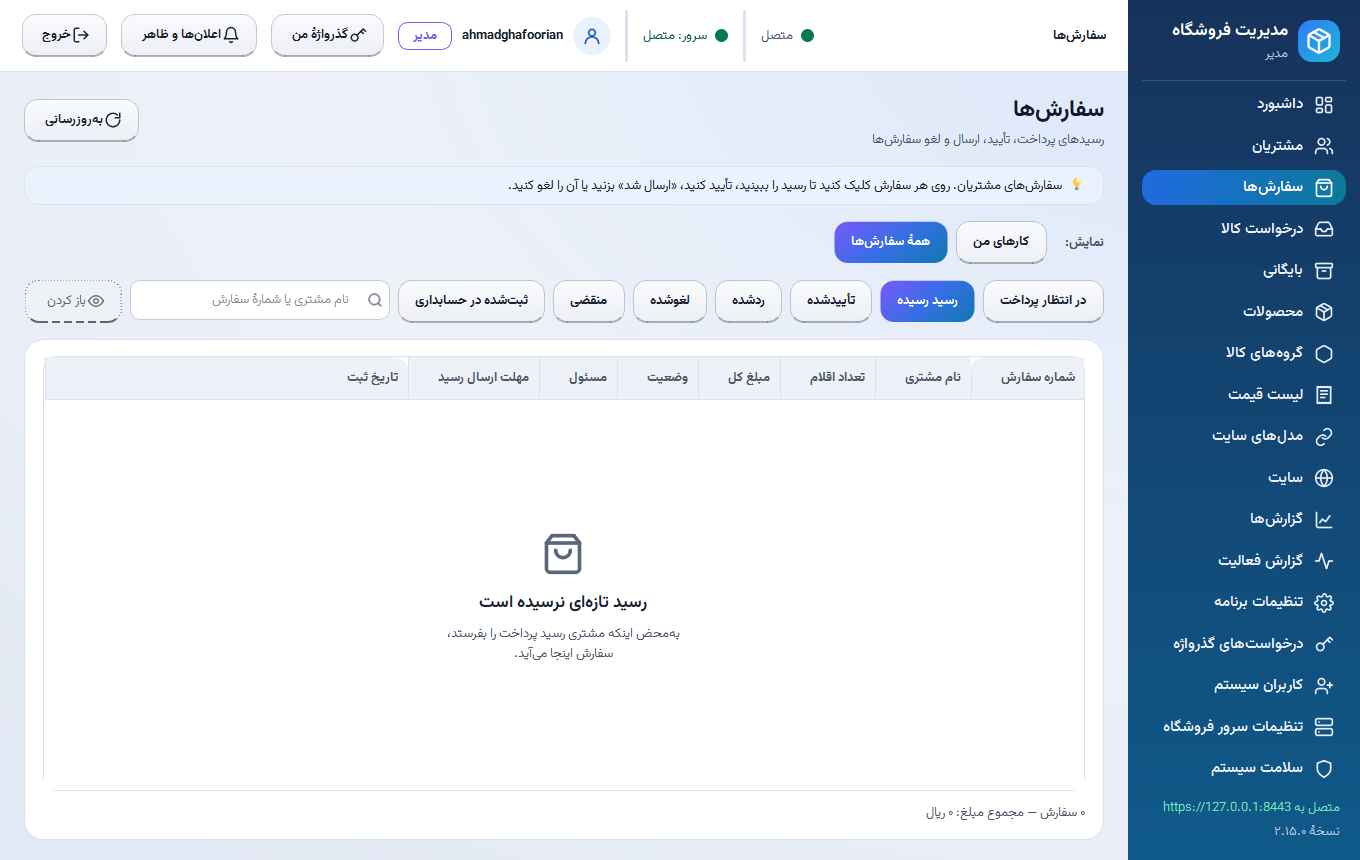 مدیریت فروشگاه
مدیر
داشبورد
مشتریان
سفارش‌ها
درخواست کالا
بایگانی
محصولات
گروه‌های کالا
لیست قیمت
مدل‌های سایت
سایت
گزارش‌ها
گزارش فعالیت
تنظیمات برنامه
درخواست‌های گذرواژه
کاربران سیستم
تنظیمات سرور فروشگاه
سلامت سیستم
متصل به https://127.0.0.1:8443
نسخهٔ ۲.۱۵.۰
سفارش‌ها
متصل
سرور: متصل
ahmadghafoorian
مدیر
گذرواژهٔ من
اعلان‌ها و ظاهر
خروج
سفارش‌ها
رسیدهای پرداخت، تأیید، ارسال و لغو سفارش‌ها
به‌روزرسانی
سفارش‌های مشتریان. روی هر سفارش کلیک کنید تا رسید را ببینید، تأیید کنید، «ارسال شد» بزنید یا آن را لغو کنید.
نمایش:
کارهای من
همهٔ سفارش‌ها
در انتظار پرداخت
رسید رسیده
تأییدشده
ردشده
لغوشده
منقضی
ثبت‌شده در حسابداری
نام مشتری یا شمارهٔ سفارش
باز کردن
شماره سفارش
نام مشتری
تعداد اقلام
مبلغ کل
وضعیت
مسئول
مهلت ارسال رسید
تاریخ ثبت
رسید تازه‌ای نرسیده است
به‌محض اینکه مشتری رسید پرداخت را بفرستد،
سفارش اینجا می‌آید.
۰ سفارش — مجموع مبلغ: ۰ ریال